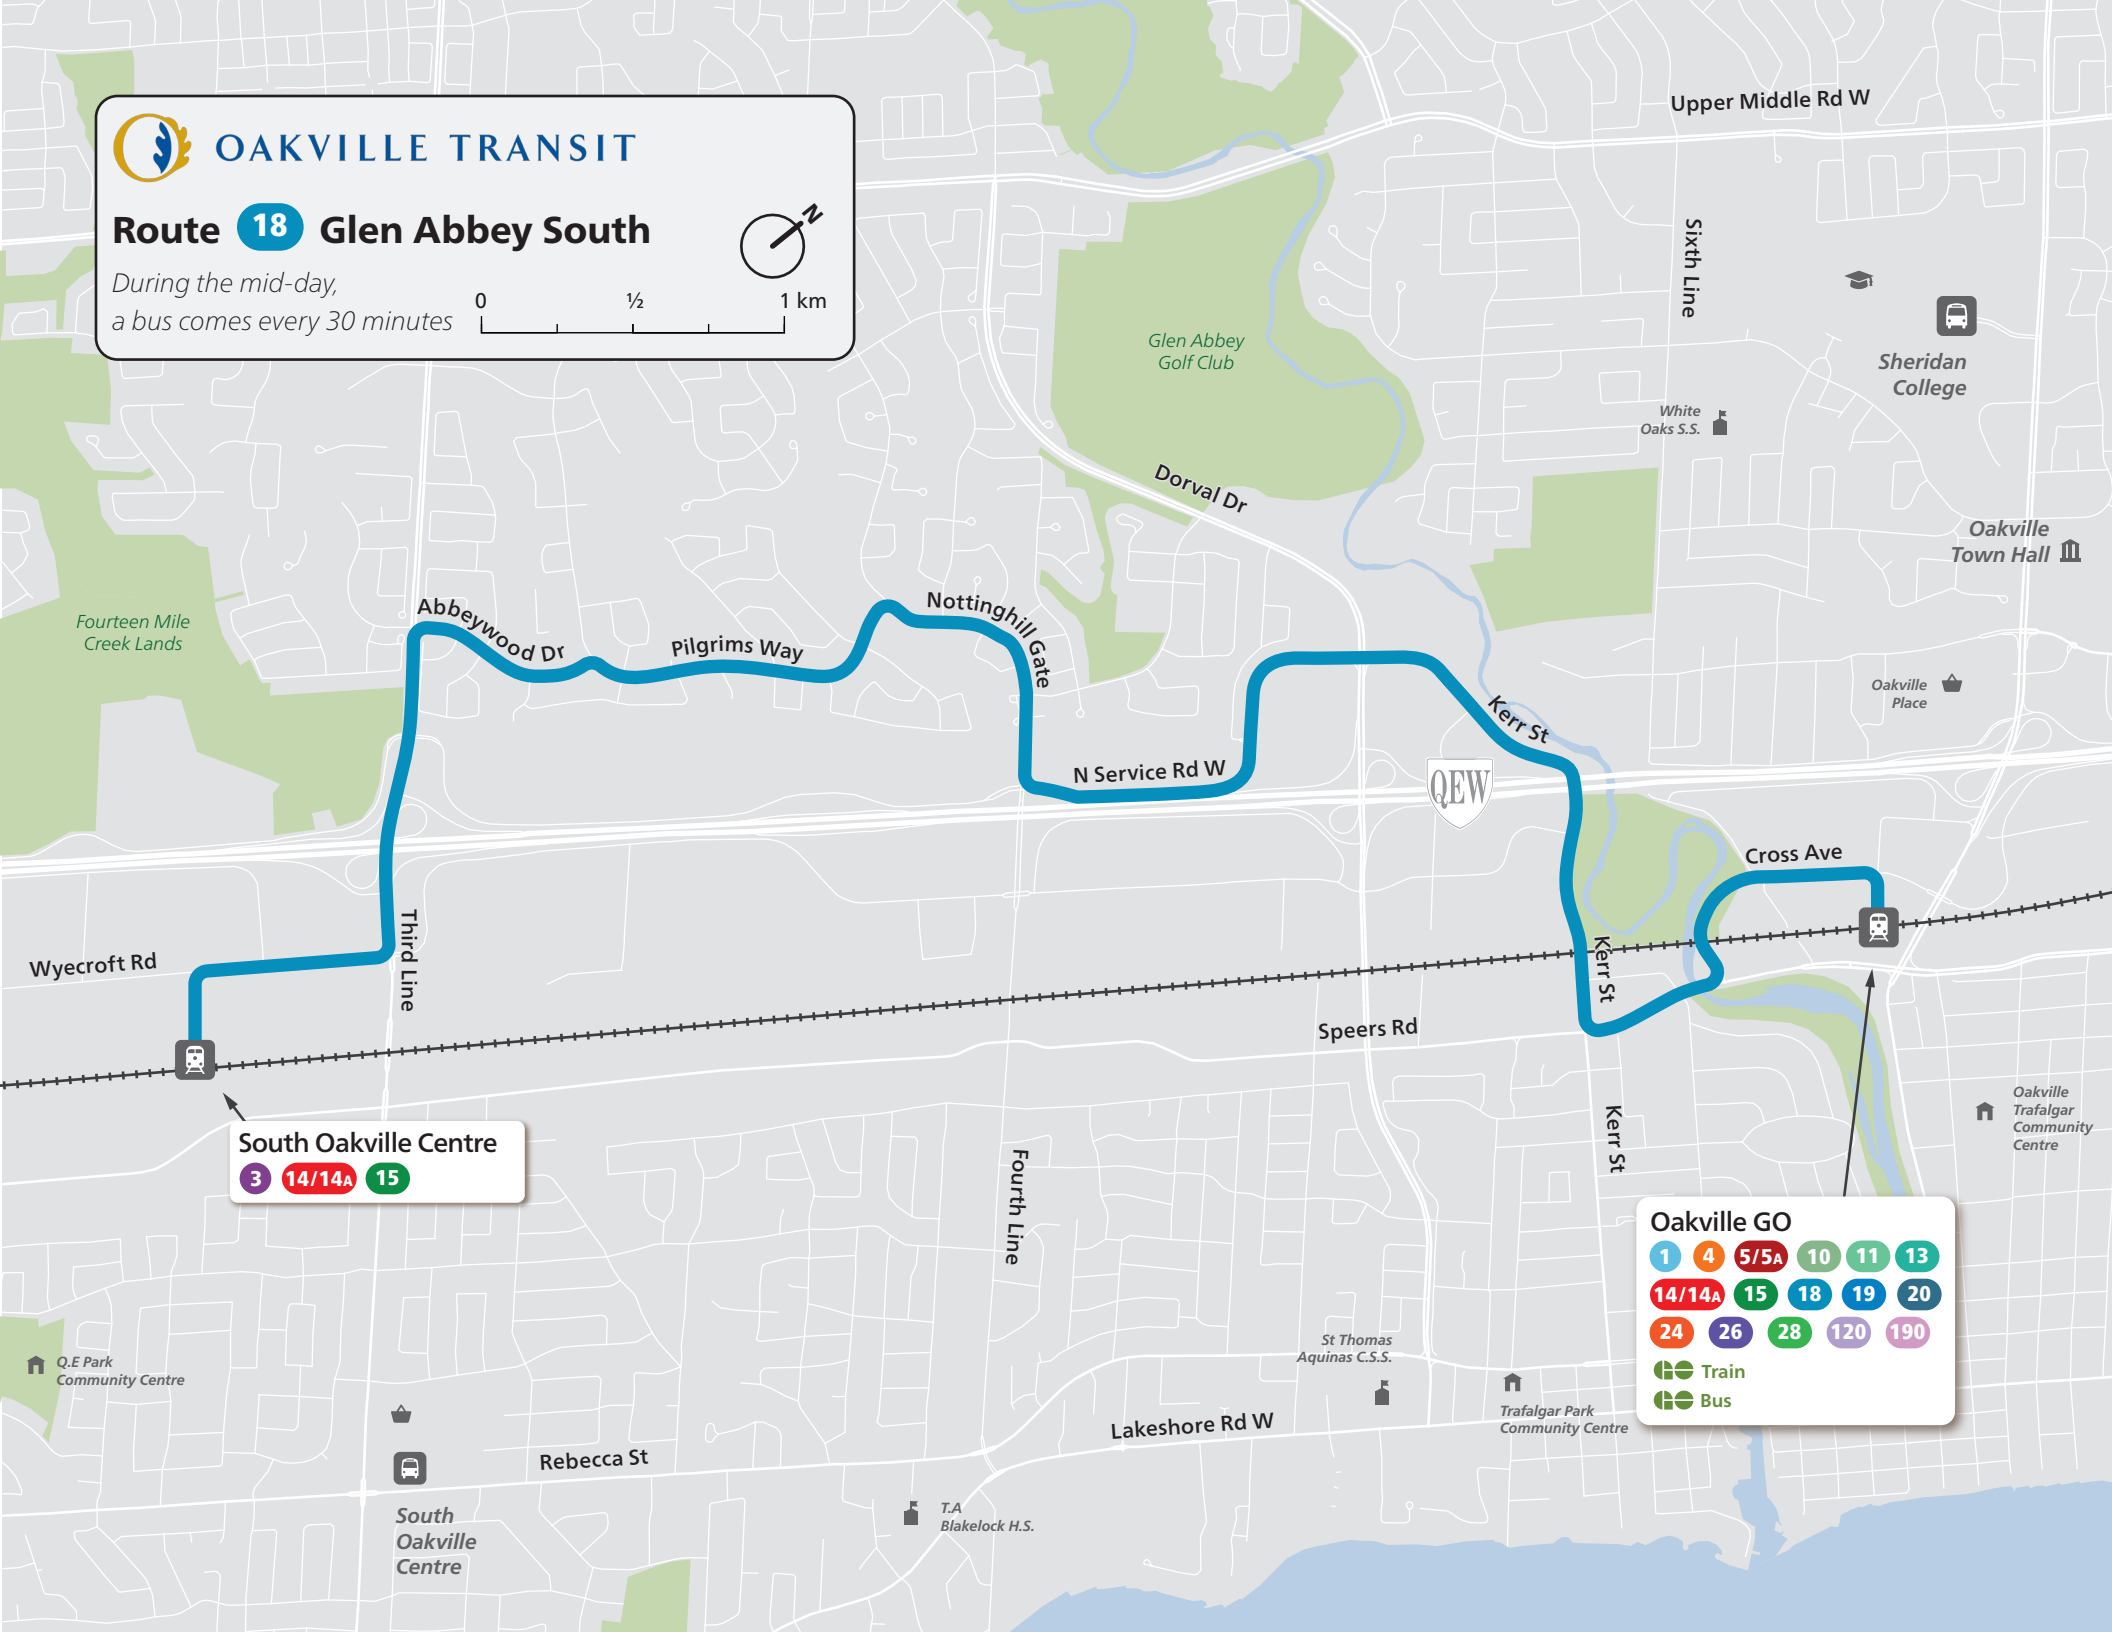 OAKVILLE TRANSIT
Route 18 Glen Abbey South
N
During the mid-day,
a bus comes every 30 minutes
0 ½ 1 km
Upper Middle Rd W
Sixth Line
Glen Abbey
Golf Club
Sheridan
College
White
Oaks S.S.
Dorval Dr
Oakville
Town Hall
Fourteen Mile
Creek Lands
Abbeywood Dr
Pilgrims Way
Nottinghill Gate
Oakville
Place
Kerr St
N Service Rd W
QEW
Cross Ave
Third Line
Wyecroft Rd
Kerr St
Speers Rd
Kerr St
Oakville
Trafalgar
Community
Centre
South Oakville Centre
3 14/14A 15
Fourth Line
Oakville GO
1 4 5/5A 10 11 13
14/14A 15 18 19 20
24 26 28 120 190
GO Train
GO Bus
Q.E Park
Community Centre
St Thomas
Aquinas C.S.S.
Trafalgar Park
Community Centre
Lakeshore Rd W
Rebecca St
South
Oakville
Centre
T.A
Blakelock H.S.